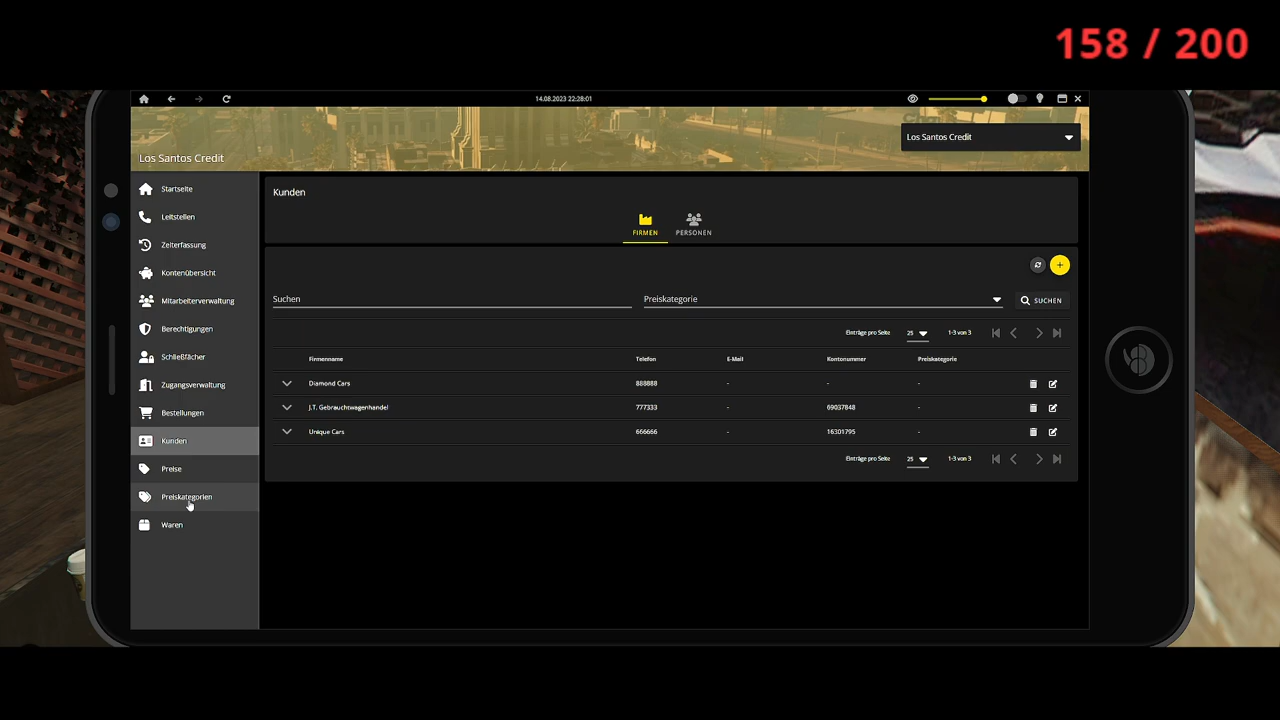 158 / 200
14.08.2023 22:28:01
Los Santos Credit
Los Santos Credit
Startseite
Leitstellen
Zeiterfassung
Kontenübersicht
Mitarbeiterverwaltung
Berechtigungen
Schließfächer
Zugangsverwaltung
Bestellungen
Kunden
Preise
Preiskategorien
Waren
Kunden
FIRMEN PERSONEN
Suchen Preiskategorie SUCHEN
Einträge pro Seite 25 1-3 von 3
Firmenname Telefon E-Mail Kontonummer Preiskategorie
Diamond Cars 888888 - - -
J.T. Gebrauchtwagenhandel 777333 - 69037848 -
Unique Cars 666666 - 16301795 -
Einträge pro Seite 25 1-3 von 3